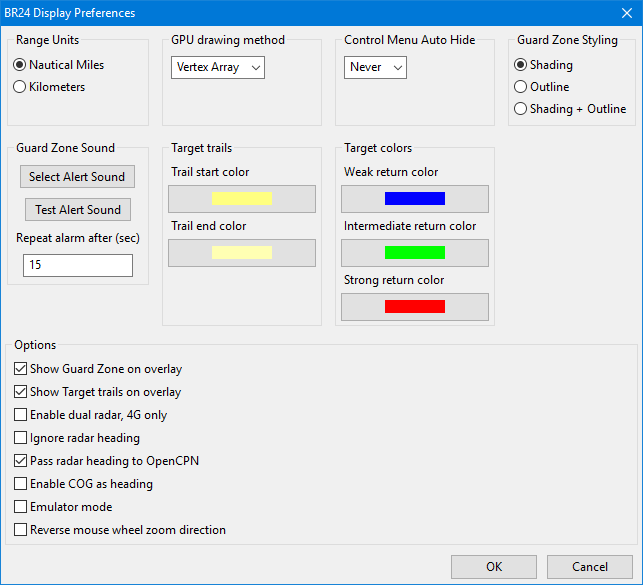 BR24 Display Preferences
Range Units
Nautical Miles
Kilometers
GPU drawing method
Vertex Array
Control Menu Auto Hide
Never
Guard Zone Styling
Shading
Outline
Shading + Outline
Guard Zone Sound
Select Alert Sound
Test Alert Sound
Repeat alarm after (sec)
15
Target trails
Trail start color
Trail end color
Target colors
Weak return color
Intermediate return color
Strong return color
Options
Show Guard Zone on overlay
Show Target trails on overlay
Enable dual radar, 4G only
Ignore radar heading
Pass radar heading to OpenCPN
Enable COG as heading
Emulator mode
Reverse mouse wheel zoom direction
OK
Cancel